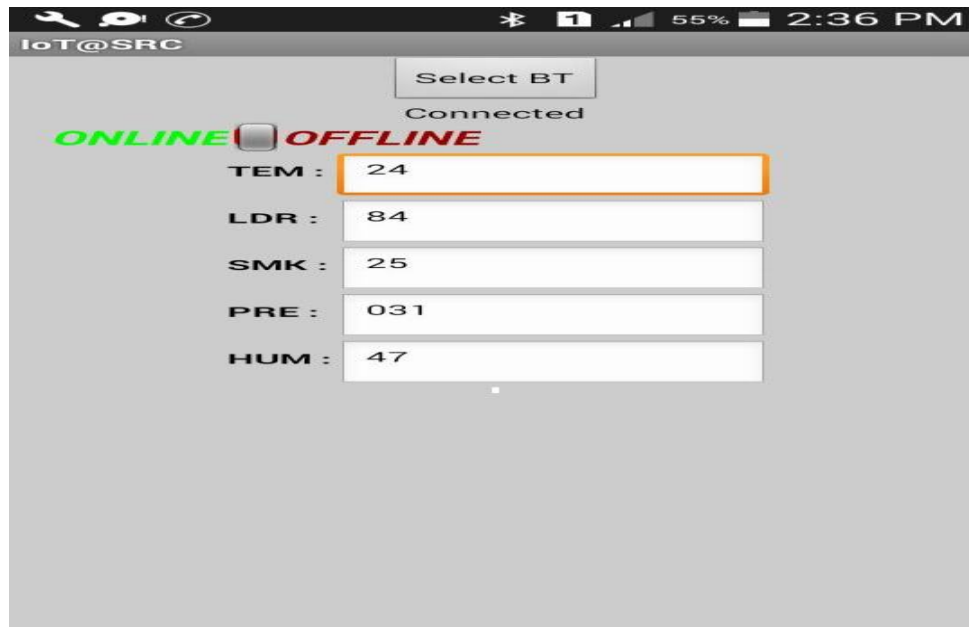 1 55% 2:36 PM
IoT@SRC
Select BT
Connected
ONLINE OFFLINE
TEM : 24
LDR : 84
SMK : 25
PRE : 031
HUM : 47